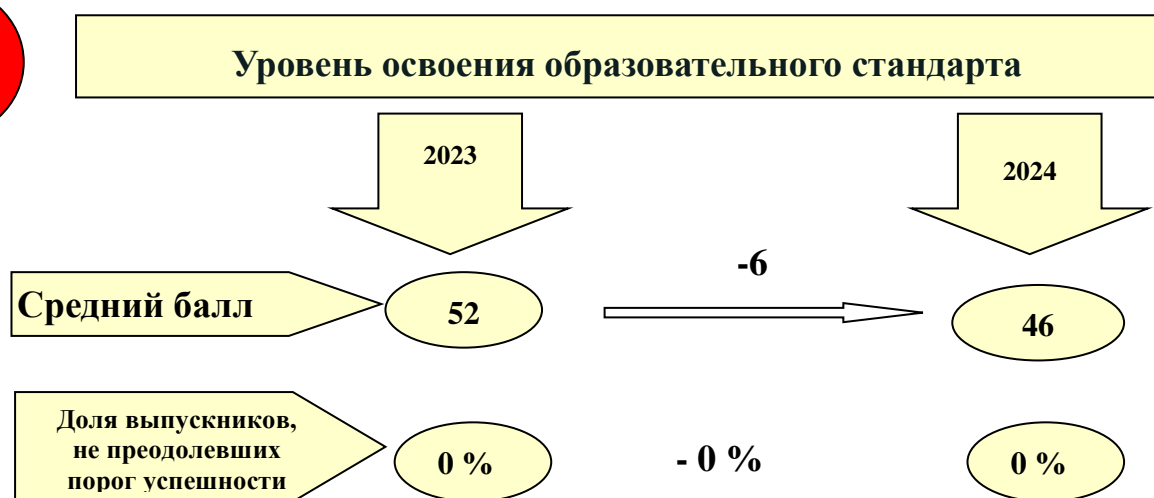 Уровень освоения образовательного стандарта
2023
2024
-6
Средний балл
52
46
Доля выпускников,
не преодолевших
порог успешности
0 %
- 0 %
0 %